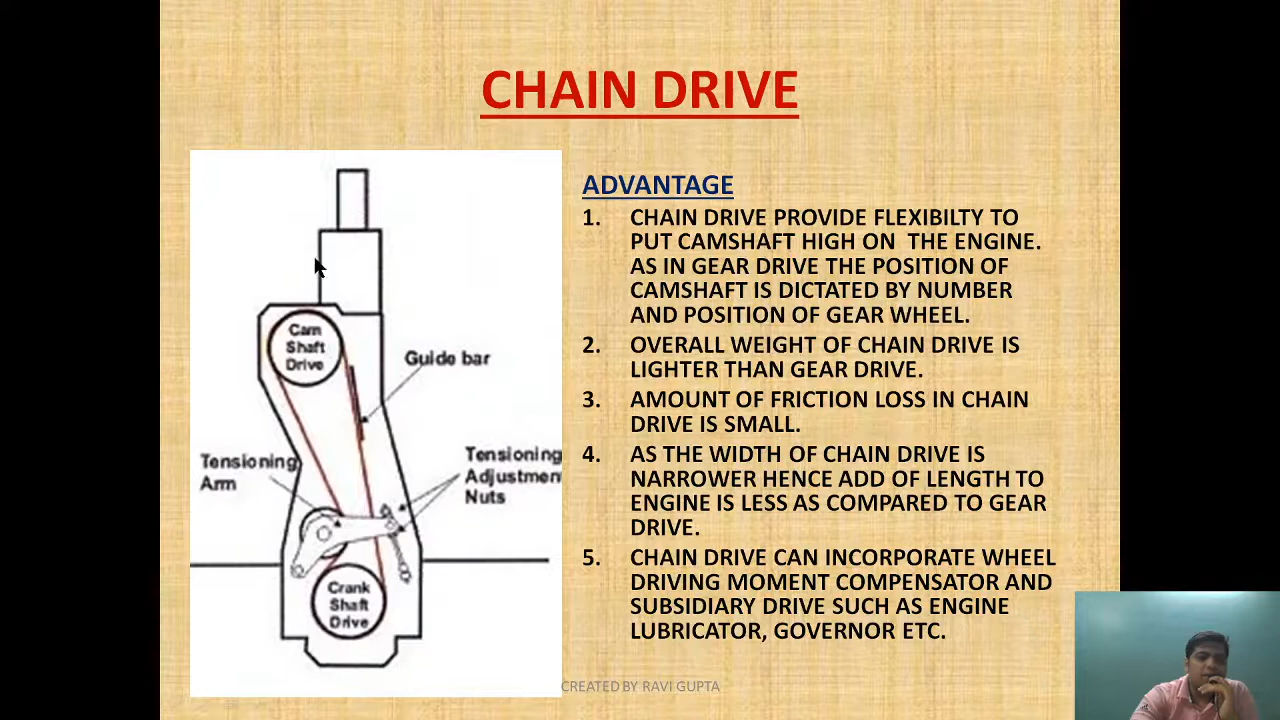 CHAIN DRIVE
Cam
Shaft
Drive
Guide bar
Tensioning
Arm
Tensioning
Adjustmen
Nuts
Crank
Shaft
Drive
ADVANTAGE
1. CHAIN DRIVE PROVIDE FLEXIBILTY TO
PUT CAMSHAFT HIGH ON THE ENGINE.
AS IN GEAR DRIVE THE POSITION OF
CAMSHAFT IS DICTATED BY NUMBER
AND POSITION OF GEAR WHEEL.
2. OVERALL WEIGHT OF CHAIN DRIVE IS
LIGHTER THAN GEAR DRIVE.
3. AMOUNT OF FRICTION LOSS IN CHAIN
DRIVE IS SMALL.
4. AS THE WIDTH OF CHAIN DRIVE IS
NARROWER HENCE ADD OF LENGTH TO
ENGINE IS LESS AS COMPARED TO GEAR
DRIVE.
5. CHAIN DRIVE CAN INCORPORATE WHEEL
DRIVING MOMENT COMPENSATOR AND
SUBSIDIARY DRIVE SUCH AS ENGINE
LUBRICATOR, GOVERNOR ETC.
CREATED BY RAVI GUPTA